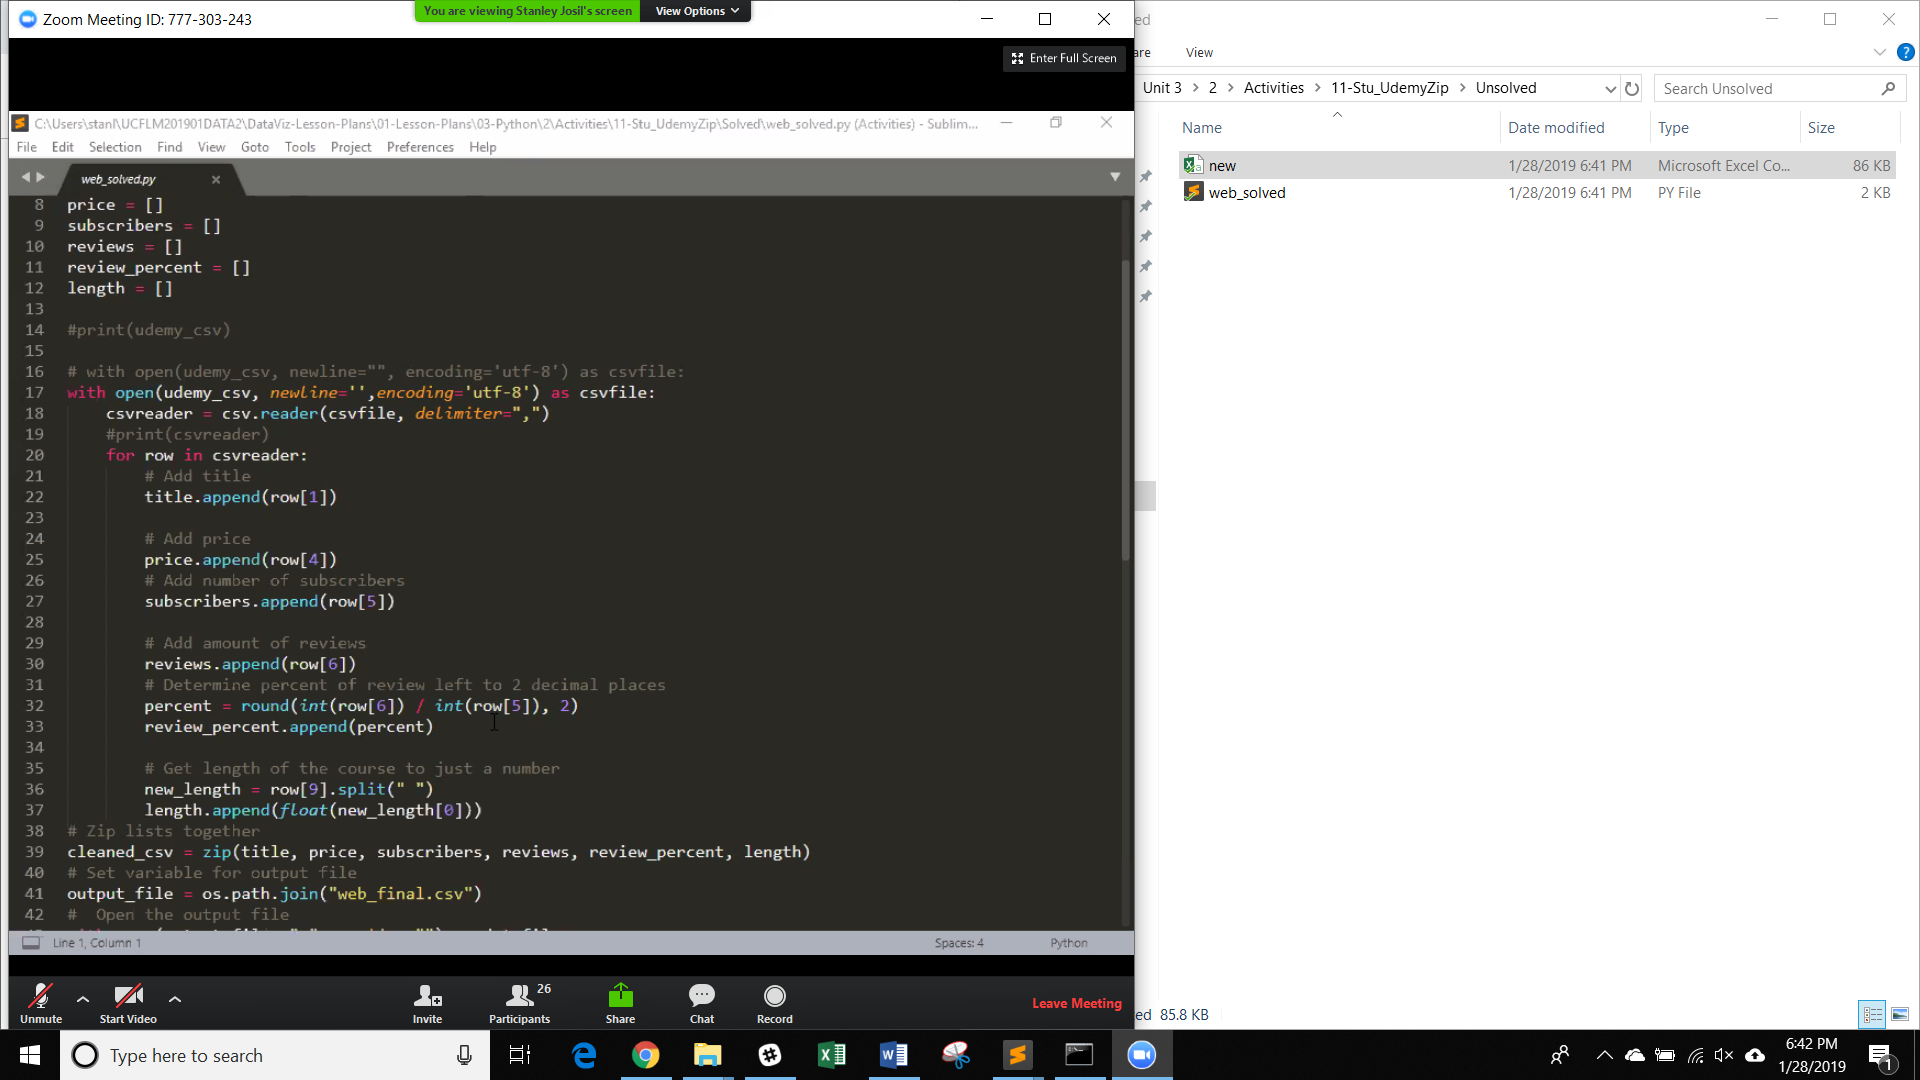 Zoom Meeting ID: 777-303-243
You are viewing Stanley Josil's screen
View Options
Enter Full Screen
C:\Users\stanl\UCFLM201901DATA2\DataViz-Lesson-Plans\01-Lesson-Plans\03-Python\2\Activities\11-Stu_UdemyZip\Solved\web_solved.py (Activities) - Sublim...
File Edit Selection Find View Goto Tools Project Preferences Help
web_solved.py
8 price = []
9 subscribers = []
10 reviews = []
11 review_percent = []
12 length = []
13
14 #print(udemy_csv)
15
16 # with open(udemy_csv, newline="", encoding='utf-8') as csvfile:
17 with open(udemy_csv, newline='',encoding='utf-8') as csvfile:
18 csvreader = csv.reader(csvfile, delimiter=",")
19 #print(csvreader)
20 for row in csvreader:
21 # Add title
22 title.append(row[1])
23
24 # Add price
25 price.append(row[4])
26 # Add number of subscribers
27 subscribers.append(row[5])
28
29 # Add amount of reviews
30 reviews.append(row[6])
31 # Determine percent of review left to 2 decimal places
32 percent = round(int(row[6]) / int(row[5]), 2)
33 review_percent.append(percent)
34
35 # Get length of the course to just a number
36 new_length = row[9].split(" ")
37 length.append(float(new_length[0]))
38 # Zip lists together
39 cleaned_csv = zip(title, price, subscribers, reviews, review_percent, length)
40 # Set variable for output file
41 output_file = os.path.join("web_final.csv")
42 # Open the output file
Line 1, Column 1
Spaces: 4
Python
Unmute
Start Video
Invite
26
Participants
Share
Chat
Record
Leave Meeting
ed
are View
?
Unit 3 2 Activities 11-Stu_UdemyZip Unsolved
Search Unsolved
Name Date modified Type Size
new 1/28/2019 6:41 PM Microsoft Excel Co... 86 KB
web_solved 1/28/2019 6:41 PM PY File 2 KB
ed 85.8 KB
Type here to search
6:42 PM
1/28/2019
1